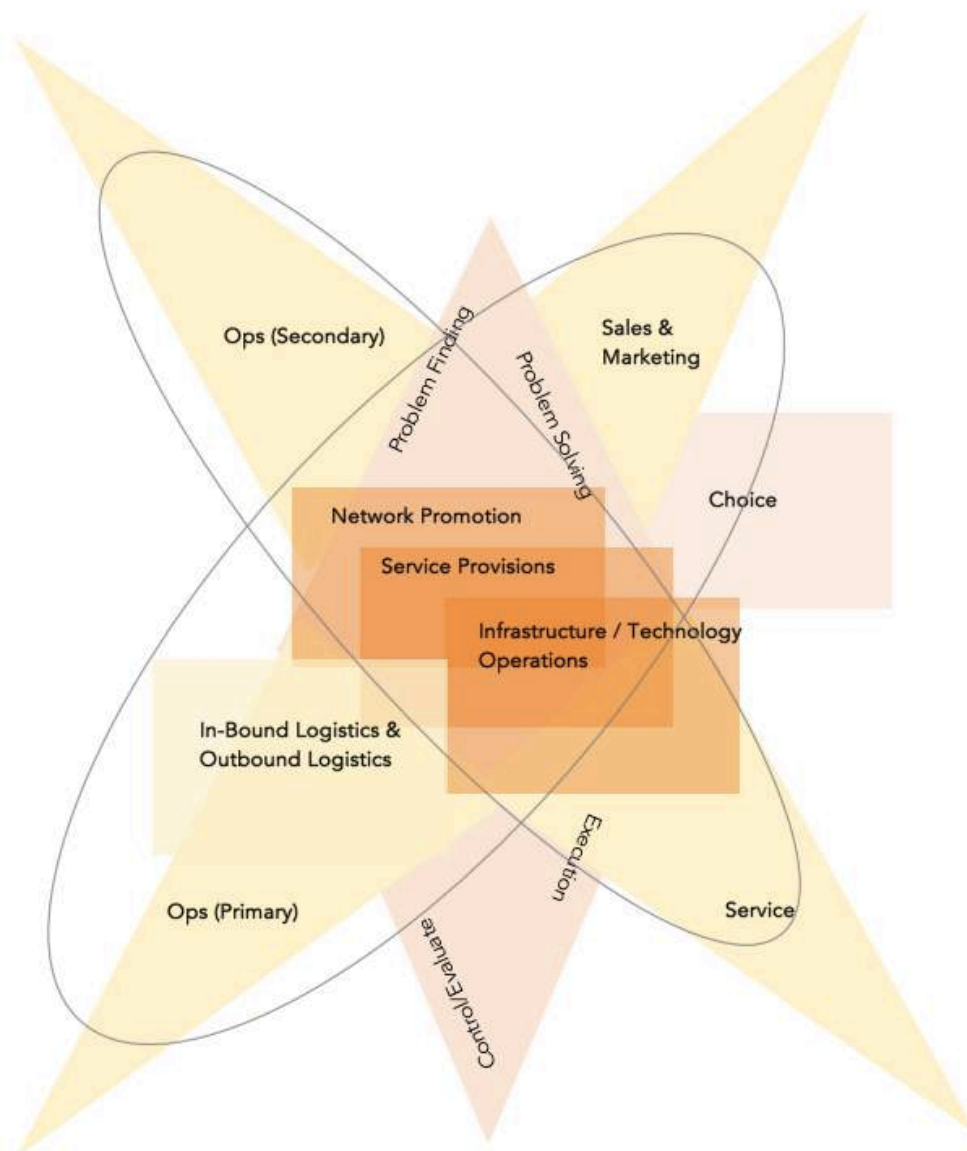 Ops (Secondary)
Problem Finding
Problem Solving
Sales &
Marketing
Choice
Network Promotion
Service Provisions
Infrastructure / Technology
Operations
In-Bound Logistics &
Outbound Logistics
Execution
Ops (Primary)
Control/Evaluate
Service